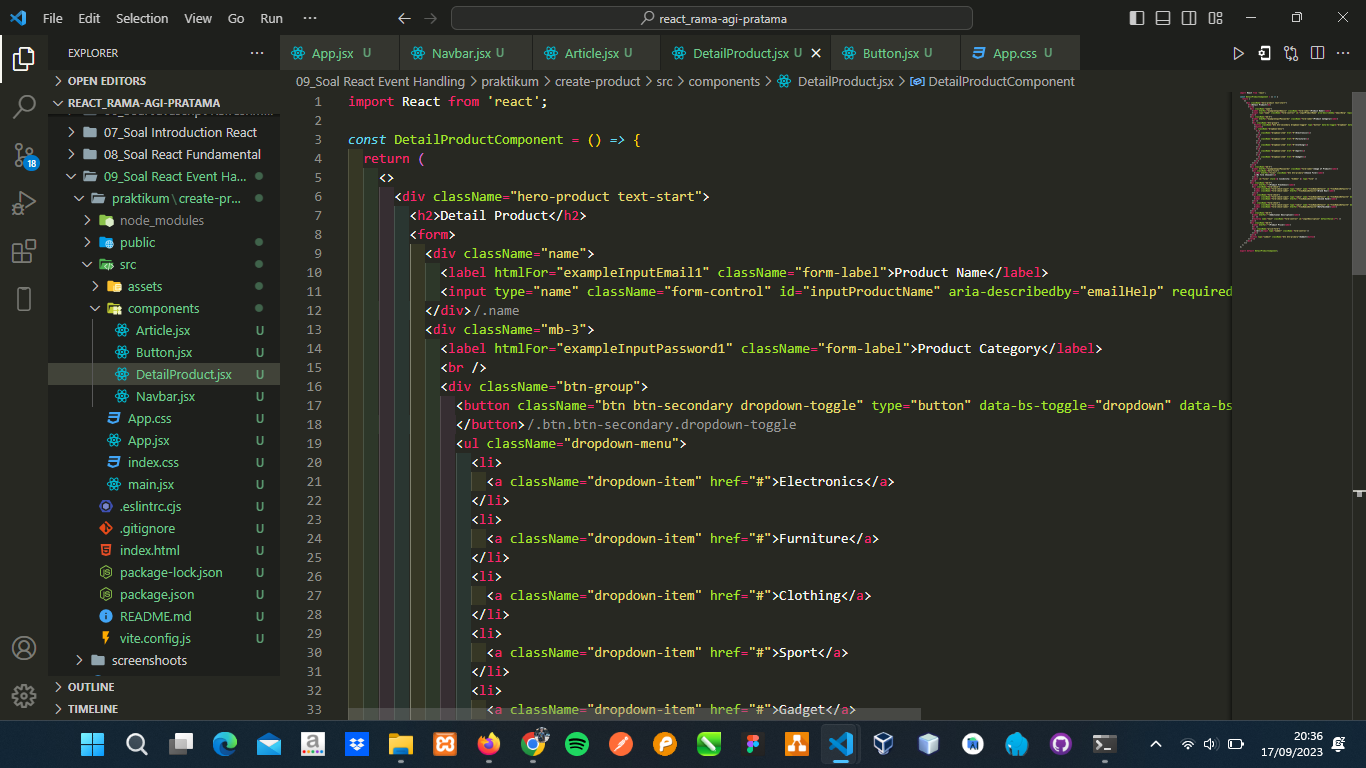 File Edit Selection View Go Run ··· react_rama-agi-pratama
EXPLORER ···
OPEN EDITORS
REACT_RAMA-AGI-PRATAMA
07_Soal Introduction React
08_Soal React Fundamental
09_Soal React Event Ha...
praktikum\create-pr...
node_modules
public
src
assets
components
Article.jsx U
Button.jsx U
DetailProduct.jsx U
Navbar.jsx U
App.css U
App.jsx U
index.css U
main.jsx U
.eslintrc.cjs U
.gitignore U
index.html U
package-lock.json U
package.json U
README.md U
vite.config.js U
screenshoots
OUTLINE
TIMELINE
18
App.jsx U Navbar.jsx U Article.jsx U DetailProduct.jsx U Button.jsx U App.css U
09_Soal React Event Handling > praktikum > create-product > src > components > DetailProduct.jsx > DetailProductComponent
1 import React from 'react';
2
3 const DetailProductComponent = () => {
4 return (
5 <>
6 <div className="hero-product text-start">
7 <h2>Detail Product</h2>
8 <form>
9 <div className="name">
10 <label htmlFor="exampleInputEmail1" className="form-label">Product Name</label>
11 <input type="name" className="form-control" id="inputProductName" aria-describedby="emailHelp" required
12 </div>/.name
13 <div className="mb-3">
14 <label htmlFor="exampleInputPassword1" className="form-label">Product Category</label>
15 <br />
16 <div className="btn-group">
17 <button className="btn btn-secondary dropdown-toggle" type="button" data-bs-toggle="dropdown" data-bs
18 </button>/.btn.btn-secondary.dropdown-toggle
19 <ul className="dropdown-menu">
20 <li>
21 <a className="dropdown-item" href="#">Electronics</a>
22 </li>
23 <li>
24 <a className="dropdown-item" href="#">Furniture</a>
25 </li>
26 <li>
27 <a className="dropdown-item" href="#">Clothing</a>
28 </li>
29 <li>
30 <a className="dropdown-item" href="#">Sport</a>
31 </li>
32 <li>
33 <a className="dropdown-item" href="#">Gadget</a>
20:36
17/09/2023